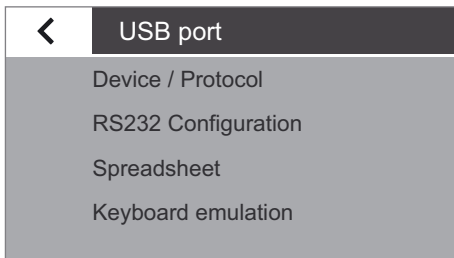 USB port
Device / Protocol
RS232 Configuration
Spreadsheet
Keyboard emulation